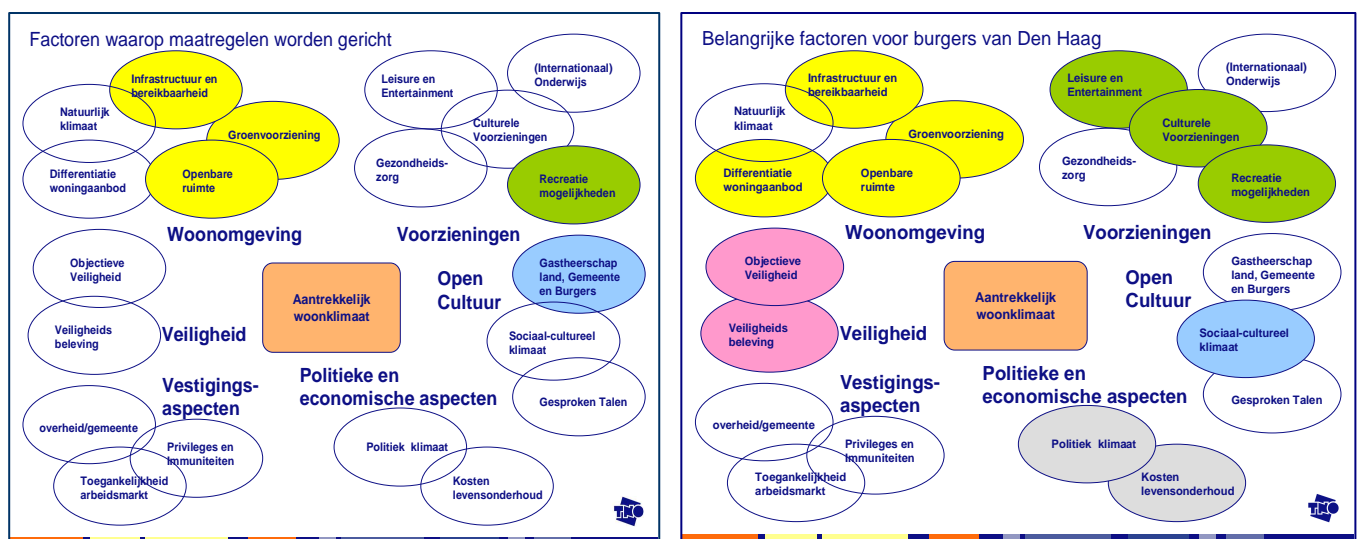 Factoren waarop maatregelen worden gericht
Infrastructuur en
bereikbaarheid
Leisure en
Entertainment
(Internationaal)
Onderwijs
Natuurlijk
klimaat
Groenvoorziening
Culturele
Voorzieningen
Gezondheids-
zorg
Differentiatie
woningaanbod
Openbare
ruimte
Recreatie
mogelijkheden
Woonomgeving
Voorzieningen
Objectieve
Veiligheid
Gastheerschap
land, Gemeente
en Burgers
Open
Cultuur
Aantrekkelijk
woonklimaat
Veiligheids
beleving
Veiligheid
Sociaal-cultureel
klimaat
Vestigings-
aspecten
Politieke en
economische aspecten
Gesproken Talen
overheid/gemeente
Privileges en
Immuniteiten
Politiek klimaat
Toegankelijkheid
arbeidsmarkt
Kosten
levensonderhoud
TNO
Belangrijke factoren voor burgers van Den Haag
Infrastructuur en
bereikbaarheid
Leisure en
Entertainment
(Internationaal)
Onderwijs
Natuurlijk
klimaat
Groenvoorziening
Culturele
Voorzieningen
Gezondheids-
zorg
Differentiatie
woningaanbod
Openbare
ruimte
Recreatie
mogelijkheden
Woonomgeving
Voorzieningen
Objectieve
Veiligheid
Gastheerschap
land, Gemeente
en Burgers
Open
Cultuur
Aantrekkelijk
woonklimaat
Veiligheids
beleving
Veiligheid
Sociaal-cultureel
klimaat
Vestigings-
aspecten
Politieke en
economische aspecten
Gesproken Talen
overheid/gemeente
Privileges en
Immuniteiten
Politiek klimaat
Toegankelijkheid
arbeidsmarkt
Kosten
levensonderhoud
TNO